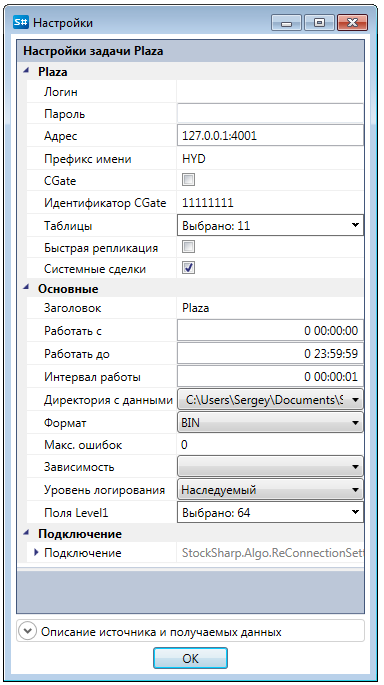 S# Настройки
Настройки задачи Plaza
Plaza
Логин
Пароль
Адрес 127.0.0.1:4001
Префикс имени HYD
CGate
Идентификатор CGate 11111111
Таблицы Выбрано: 11
Быстрая репликация
Системные сделки
Основные
Заголовок Plaza
Работать с 0 00:00:00
Работать до 0 23:59:59
Интервал работы 0 00:00:01
Директория с данными C:\Users\Sergey\Documents\S
Формат BIN
Макс. ошибок 0
Зависимость
Уровень логирования Наследуемый
Поля Level1 Выбрано: 64
Подключение
Подключение StockSharp.Algo.ReConnectionSett
Описание источника и получаемых данных
OK